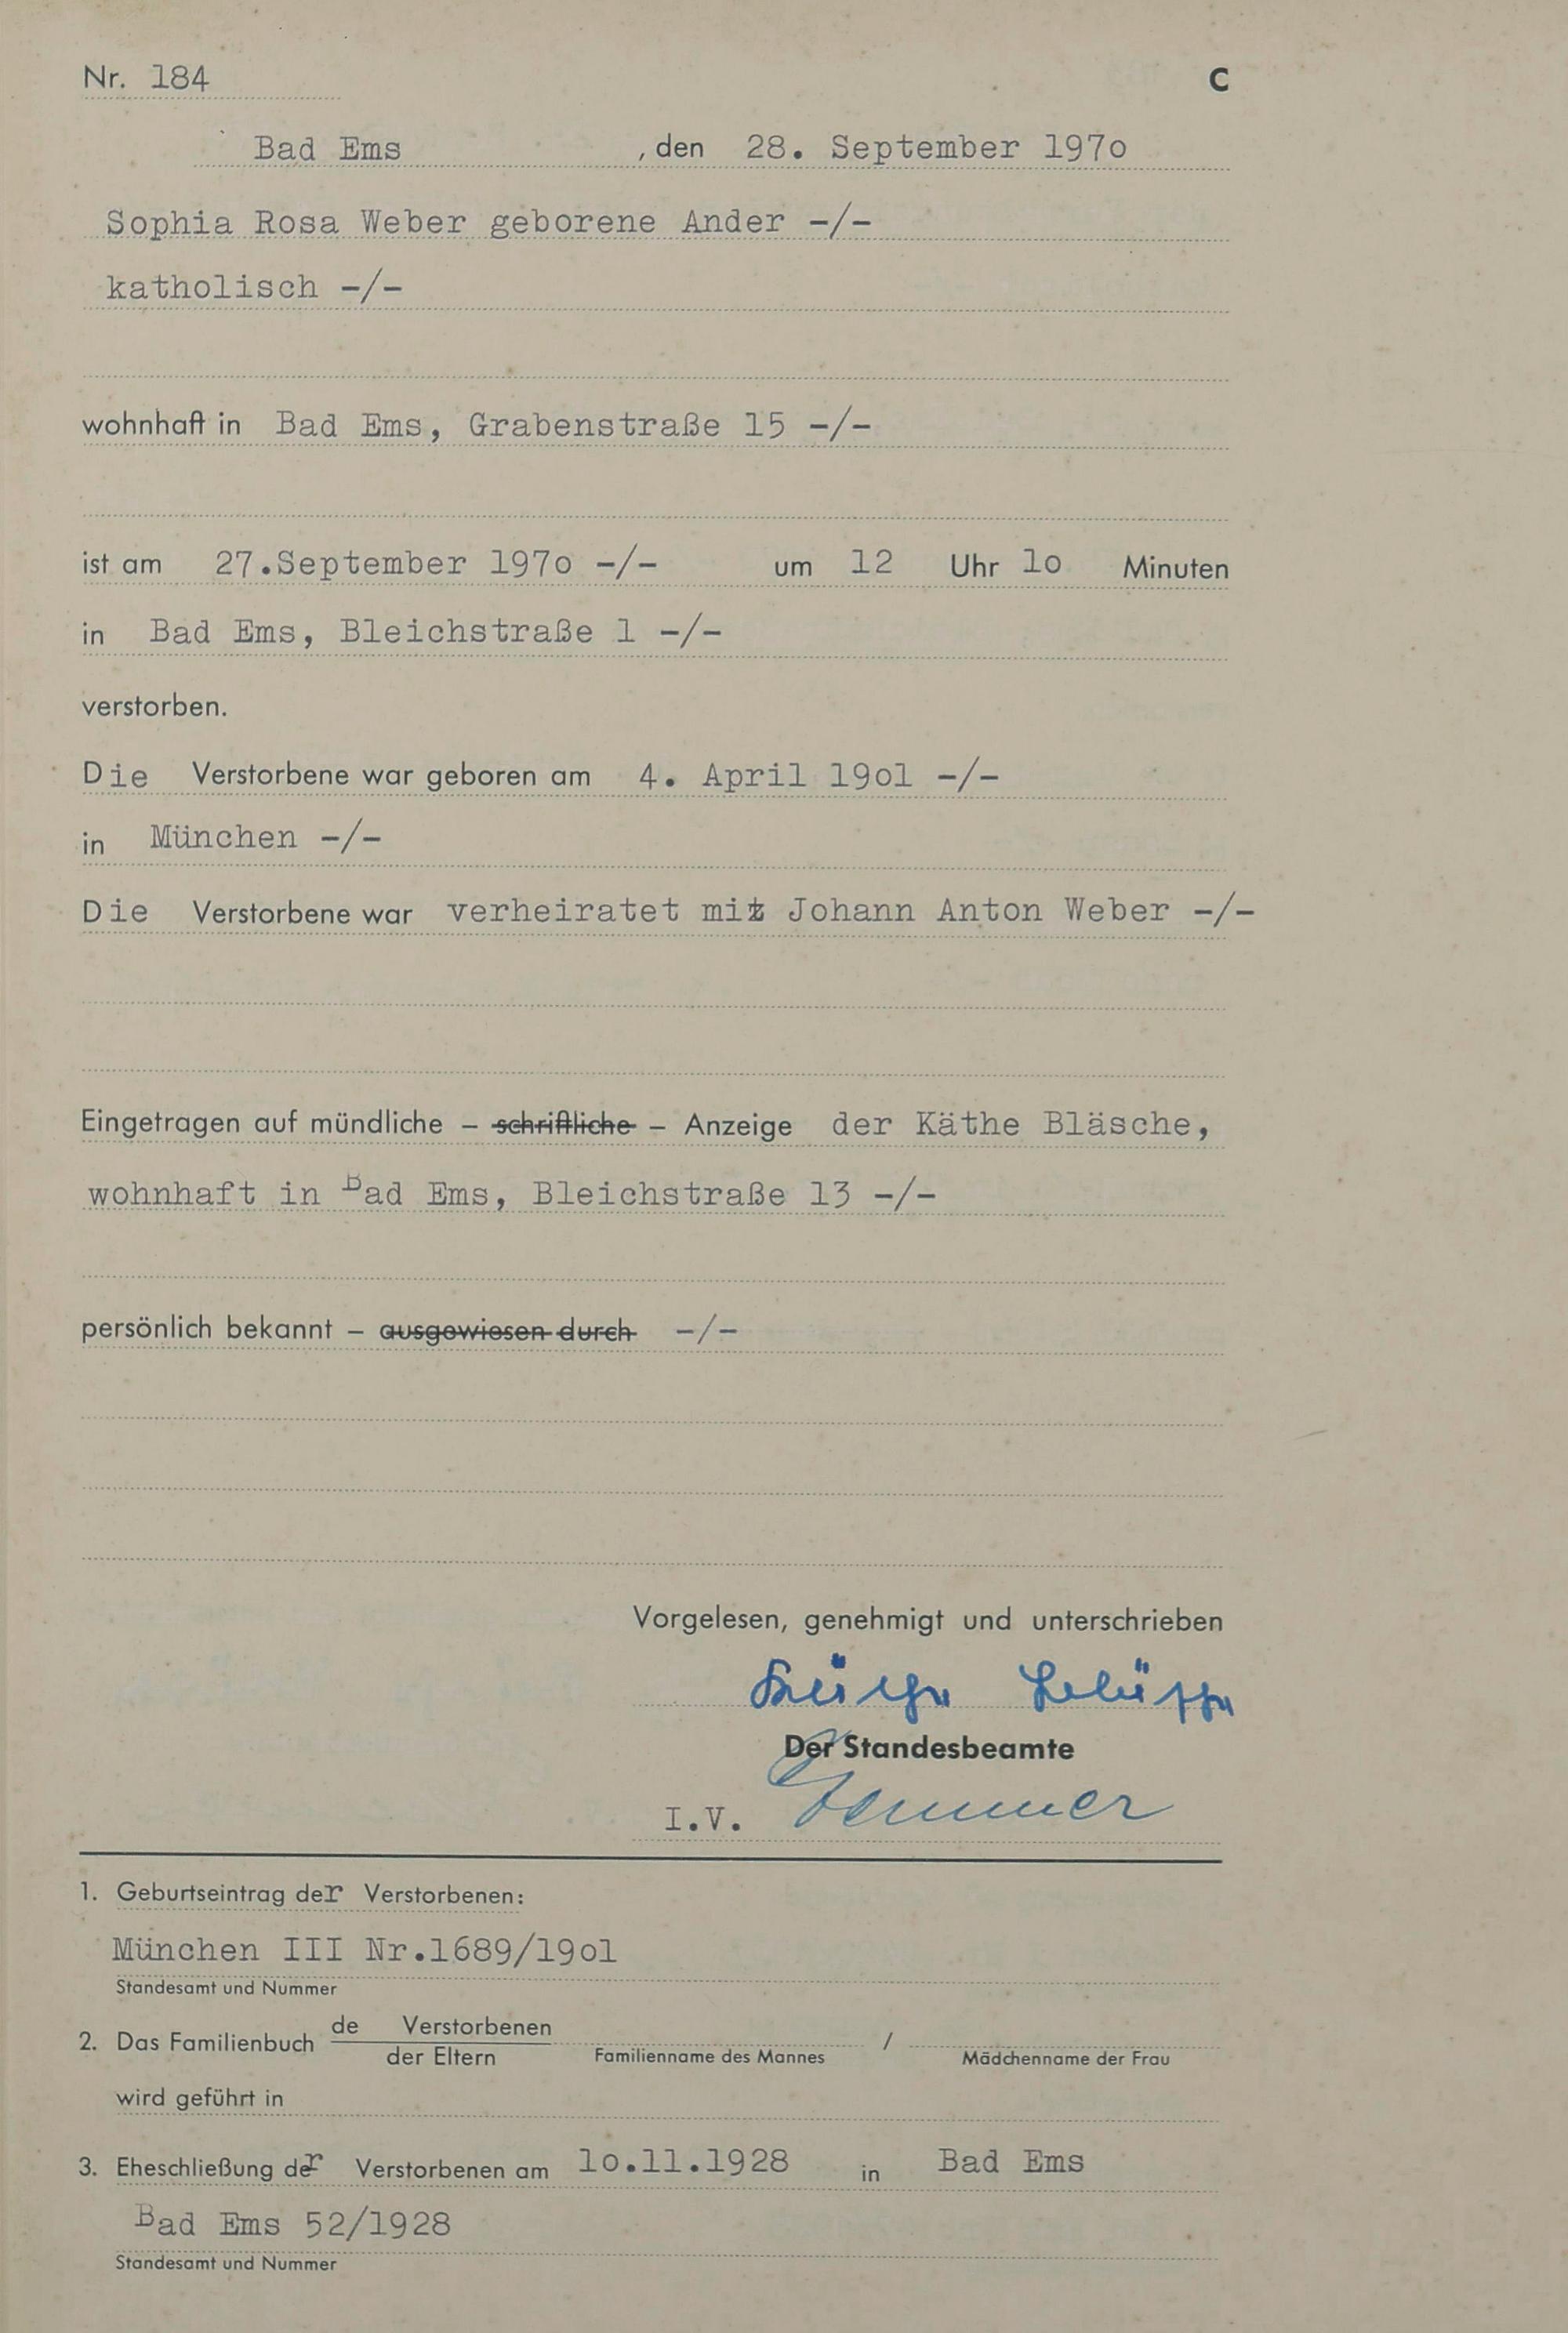 Nr. 184 C
Bad Ems , den 28. September 197o
Sophia Rosa Weber geborene Ander -/-
katholisch -/-
wohnhaft in Bad Ems, Grabenstraße 15 -/-
ist am 27.September 197o -/- um 12 Uhr lo Minuten
in Bad Ems, Bleichstraße 1 -/-
verstorben.
Die Verstorbene war geboren am 4. April 19o1 -/-
in München -/-
Die Verstorbene war verheiratet mit Johann Anton Weber -/-
Eingetragen auf mündliche – schriftliche – Anzeige der Käthe Bläsche,
wohnhaft in Bad Ems, Bleichstraße 13 -/-
persönlich bekannt – ausgewiesen durch -/-
Vorgelesen, genehmigt und unterschrieben
Käthe Bläsche
Der Standesbeamte
I.V.
1. Geburtseintrag der Verstorbenen:
München III Nr.1689/19o1
Standesamt und Nummer
2. Das Familienbuch de Verstorbenen / 
der Eltern Familienname des Mannes Mädchenname der Frau
wird geführt in
3. Eheschließung der Verstorbenen am 1o.11.1928 in Bad Ems
Bad Ems 52/1928
Standesamt und Nummer